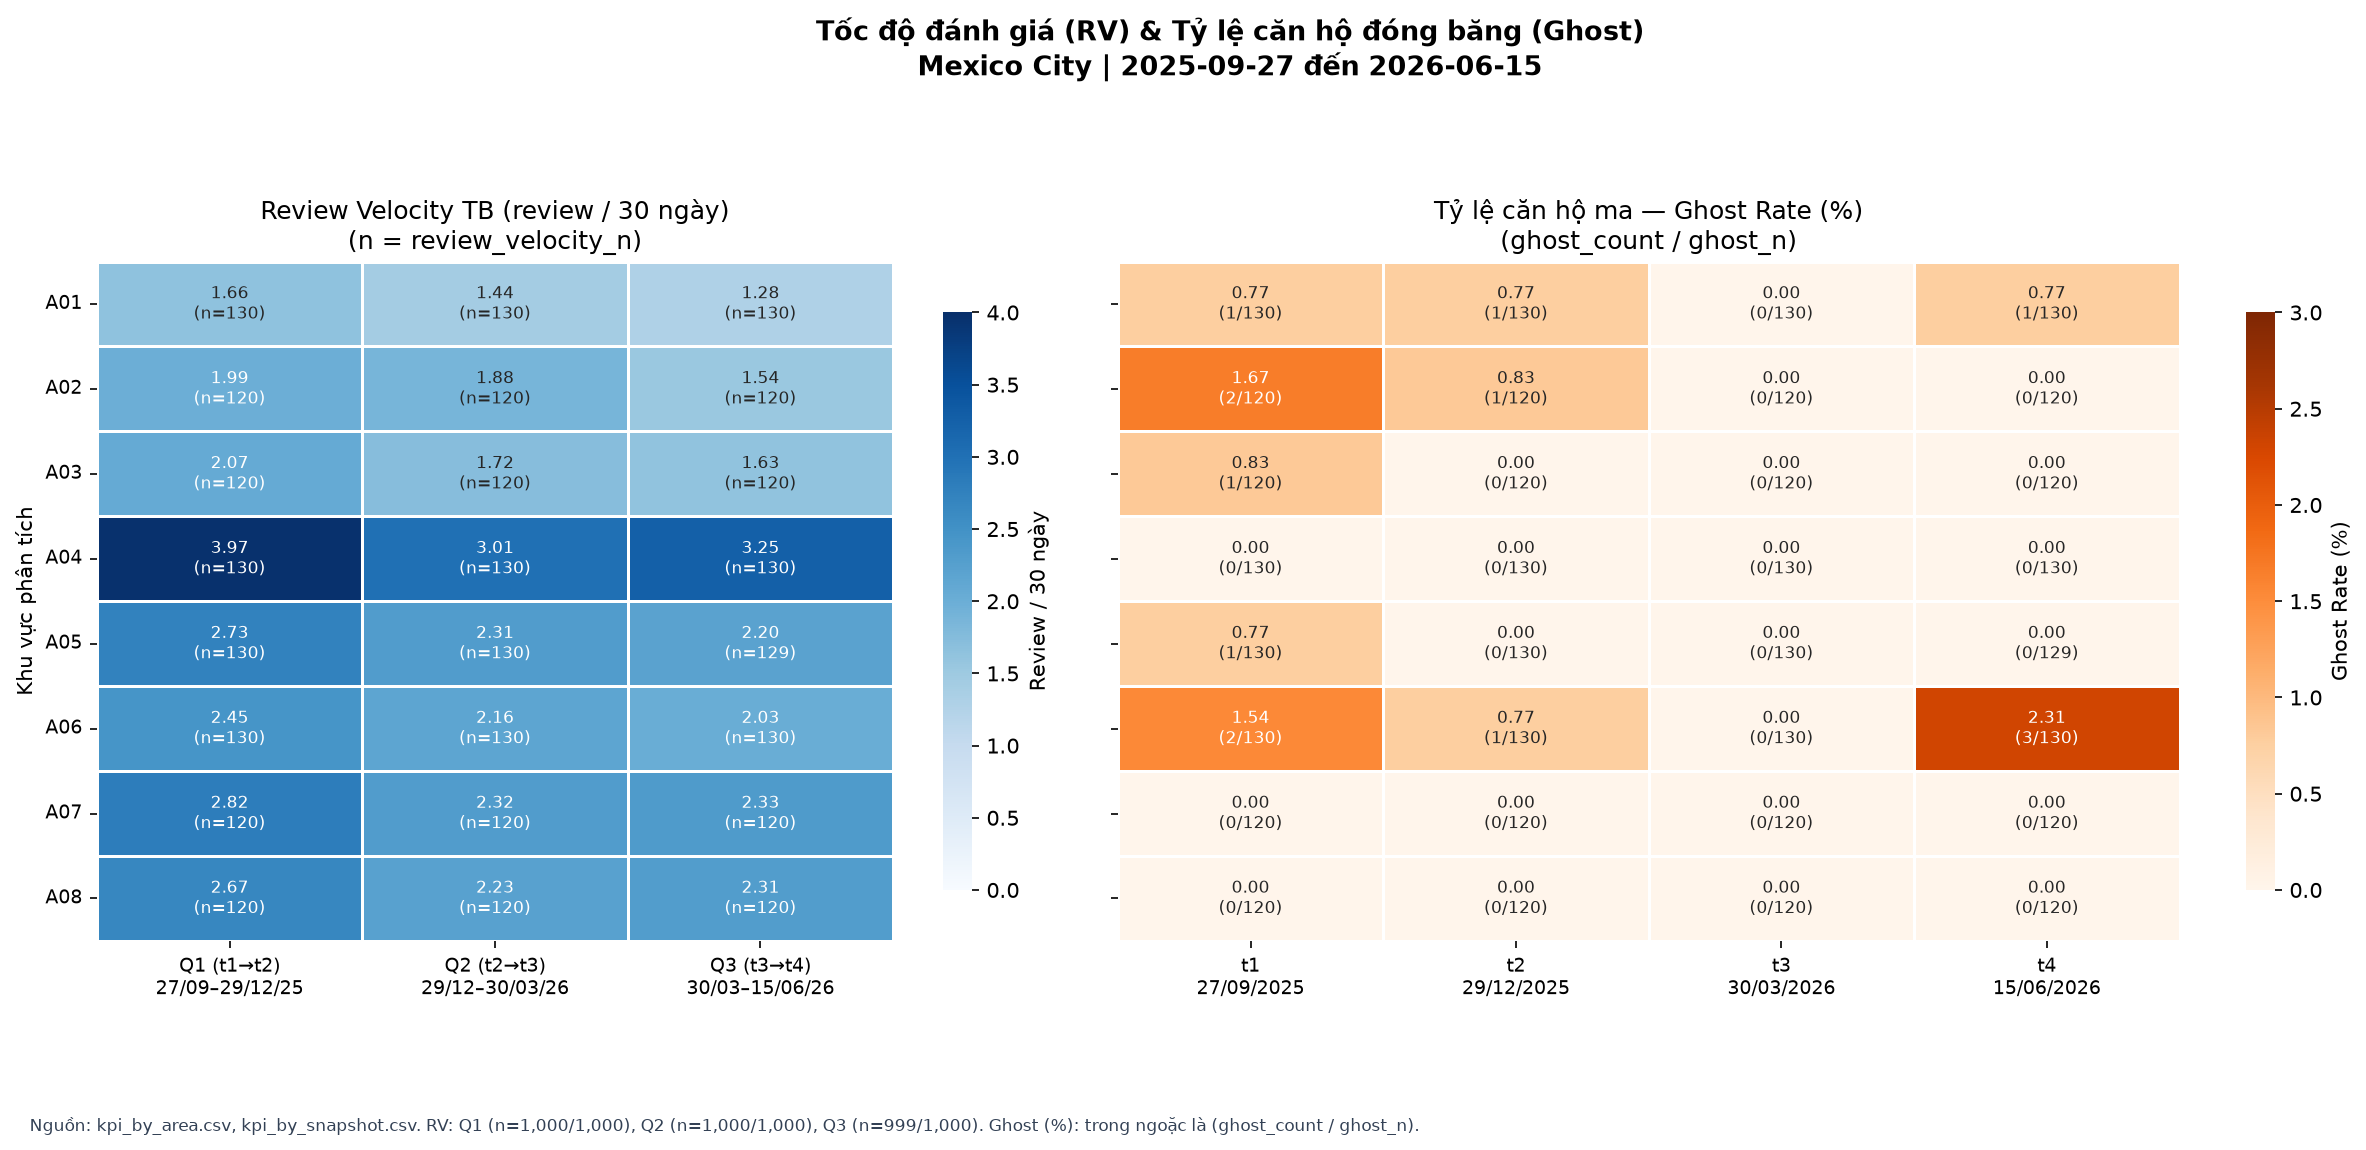 Tốc độ đánh giá (RV) & Tỷ lệ căn hộ đóng băng (Ghost)
Mexico City | 2025-09-27 đến 2026-06-15
Review Velocity TB (review / 30 ngày)
(n = review_velocity_n)
Khu vực phân tích
A01
1.66
(n=130)
1.44
(n=130)
1.28
(n=130)
A02
1.99
(n=120)
1.88
(n=120)
1.54
(n=120)
A03
2.07
(n=120)
1.72
(n=120)
1.63
(n=120)
A04
3.97
(n=130)
3.01
(n=130)
3.25
(n=130)
A05
2.73
(n=130)
2.31
(n=130)
2.20
(n=129)
A06
2.45
(n=130)
2.16
(n=130)
2.03
(n=130)
A07
2.82
(n=120)
2.32
(n=120)
2.33
(n=120)
A08
2.67
(n=120)
2.23
(n=120)
2.31
(n=120)
Q1 (t1→t2)
27/09–29/12/25
Q2 (t2→t3)
29/12–30/03/26
Q3 (t3→t4)
30/03–15/06/26
4.0
3.5
3.0
2.5
2.0
1.5
1.0
0.5
0.0
Review / 30 ngày
Tỷ lệ căn hộ ma — Ghost Rate (%)
(ghost_count / ghost_n)
0.77
(1/130)
0.77
(1/130)
0.00
(0/130)
0.77
(1/130)
1.67
(2/120)
0.83
(1/120)
0.00
(0/120)
0.00
(0/120)
0.83
(1/120)
0.00
(0/120)
0.00
(0/120)
0.00
(0/120)
0.00
(0/130)
0.00
(0/130)
0.00
(0/130)
0.00
(0/130)
0.77
(1/130)
0.00
(0/130)
0.00
(0/130)
0.00
(0/129)
1.54
(2/130)
0.77
(1/130)
0.00
(0/130)
2.31
(3/130)
0.00
(0/120)
0.00
(0/120)
0.00
(0/120)
0.00
(0/120)
0.00
(0/120)
0.00
(0/120)
0.00
(0/120)
0.00
(0/120)
t1
27/09/2025
t2
29/12/2025
t3
30/03/2026
t4
15/06/2026
3.0
2.5
2.0
1.5
1.0
0.5
0.0
Ghost Rate (%)
Nguồn: kpi_by_area.csv, kpi_by_snapshot.csv. RV: Q1 (n=1,000/1,000), Q2 (n=1,000/1,000), Q3 (n=999/1,000). Ghost (%): trong ngoặc là (ghost_count / ghost_n).